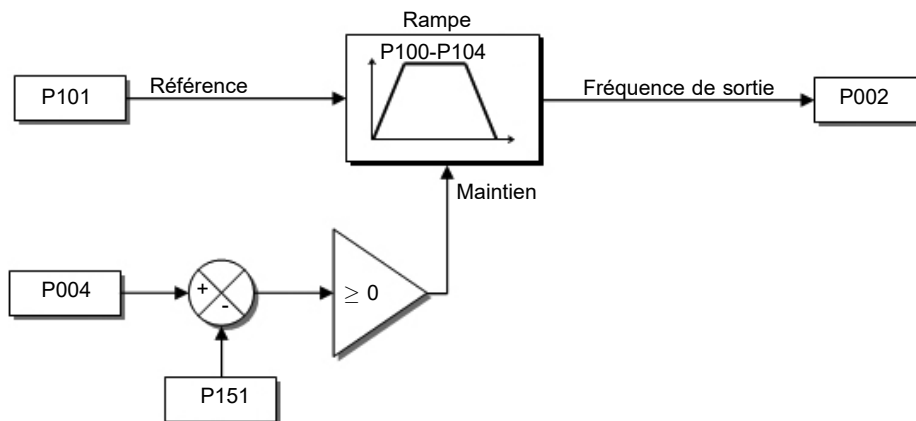 Rampe
P100-P104
P101
Référence
Fréquence de sortie
P002
Maintien
P004
+
-
≥ 0
P151